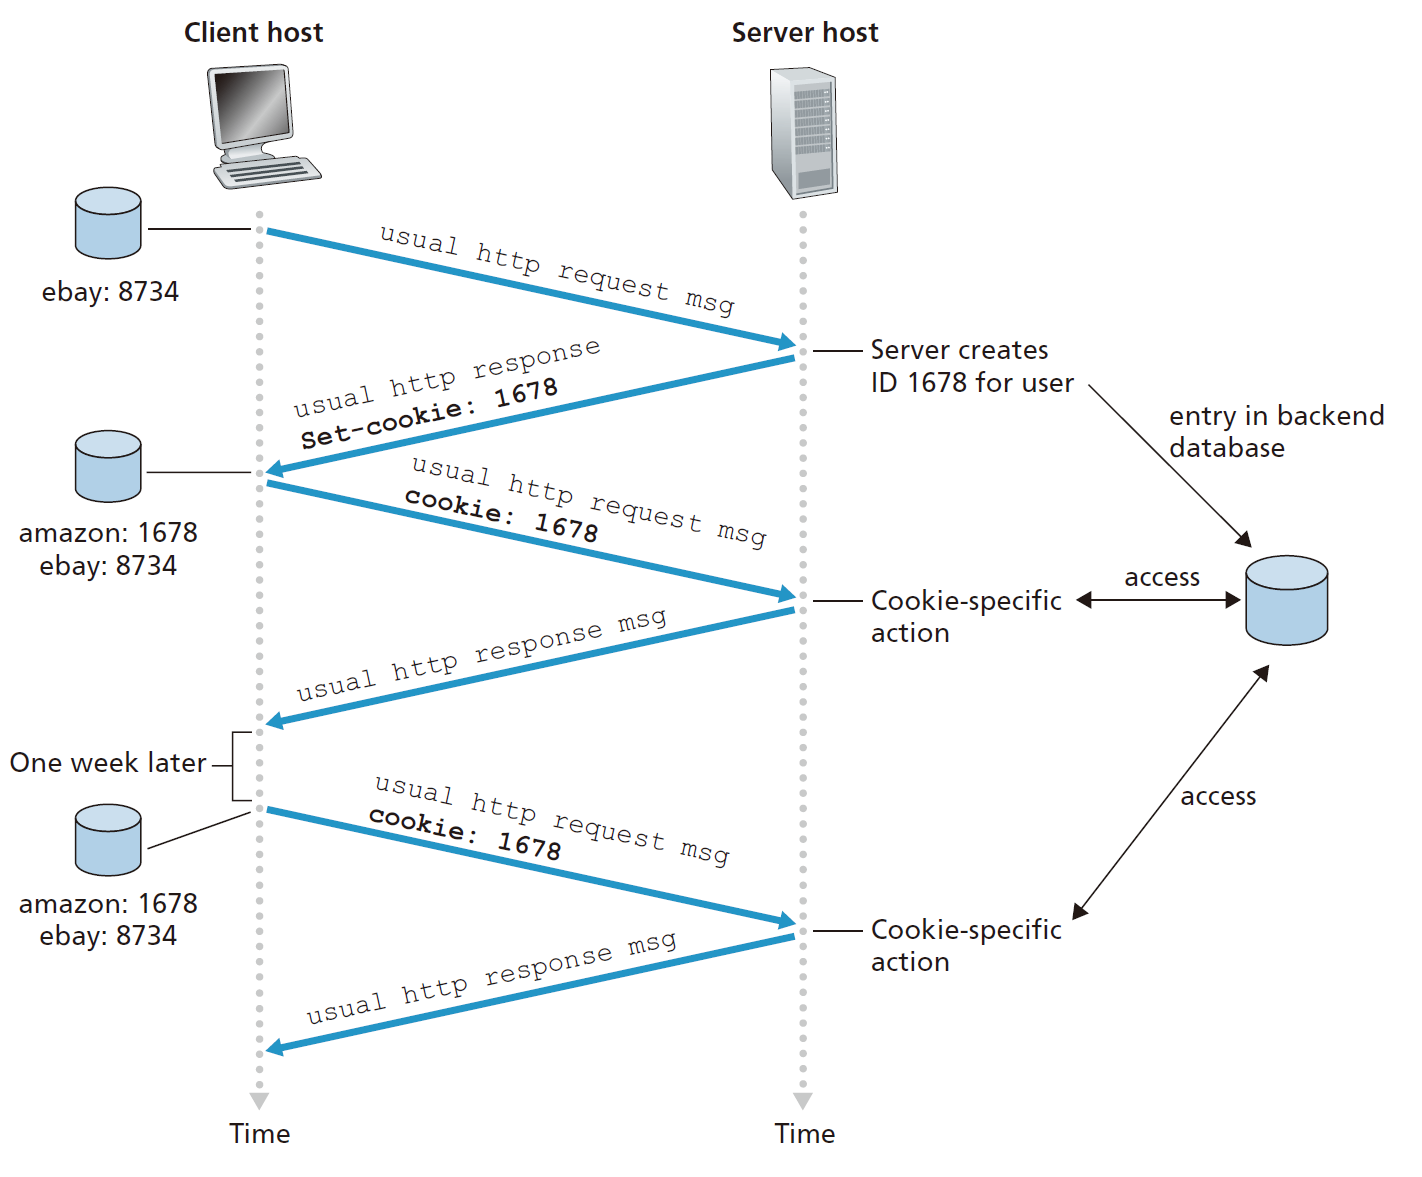 Client host
Server host
usual http request msg
ebay: 8734
Server creates
ID 1678 for user
usual http response
Set-cookie: 1678
entry in backend
database
usual http request msg
cookie: 1678
amazon: 1678
ebay: 8734
access
Cookie-specific
action
usual http response msg
One week later
usual http request msg
cookie: 1678
access
amazon: 1678
ebay: 8734
Cookie-specific
action
usual http response msg
Time
Time